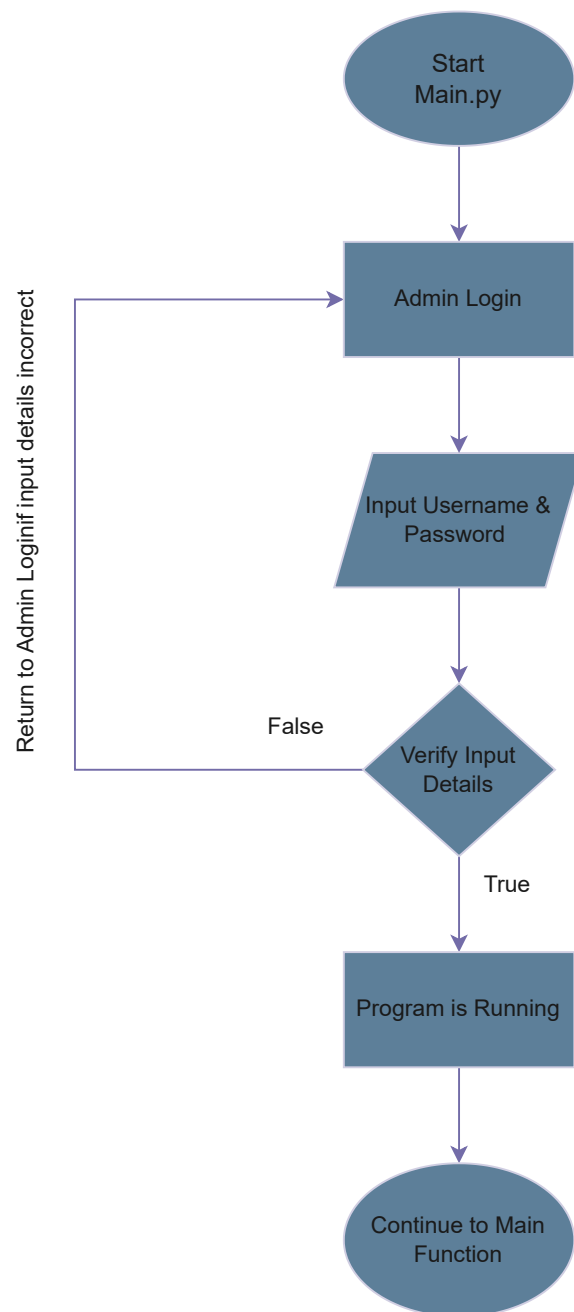 Start
Main.py
Admin Login
Return to Admin Loginif input details incorrect
Input Username &
Password
False
Verify Input
Details
True
Program is Running
Continue to Main
Function